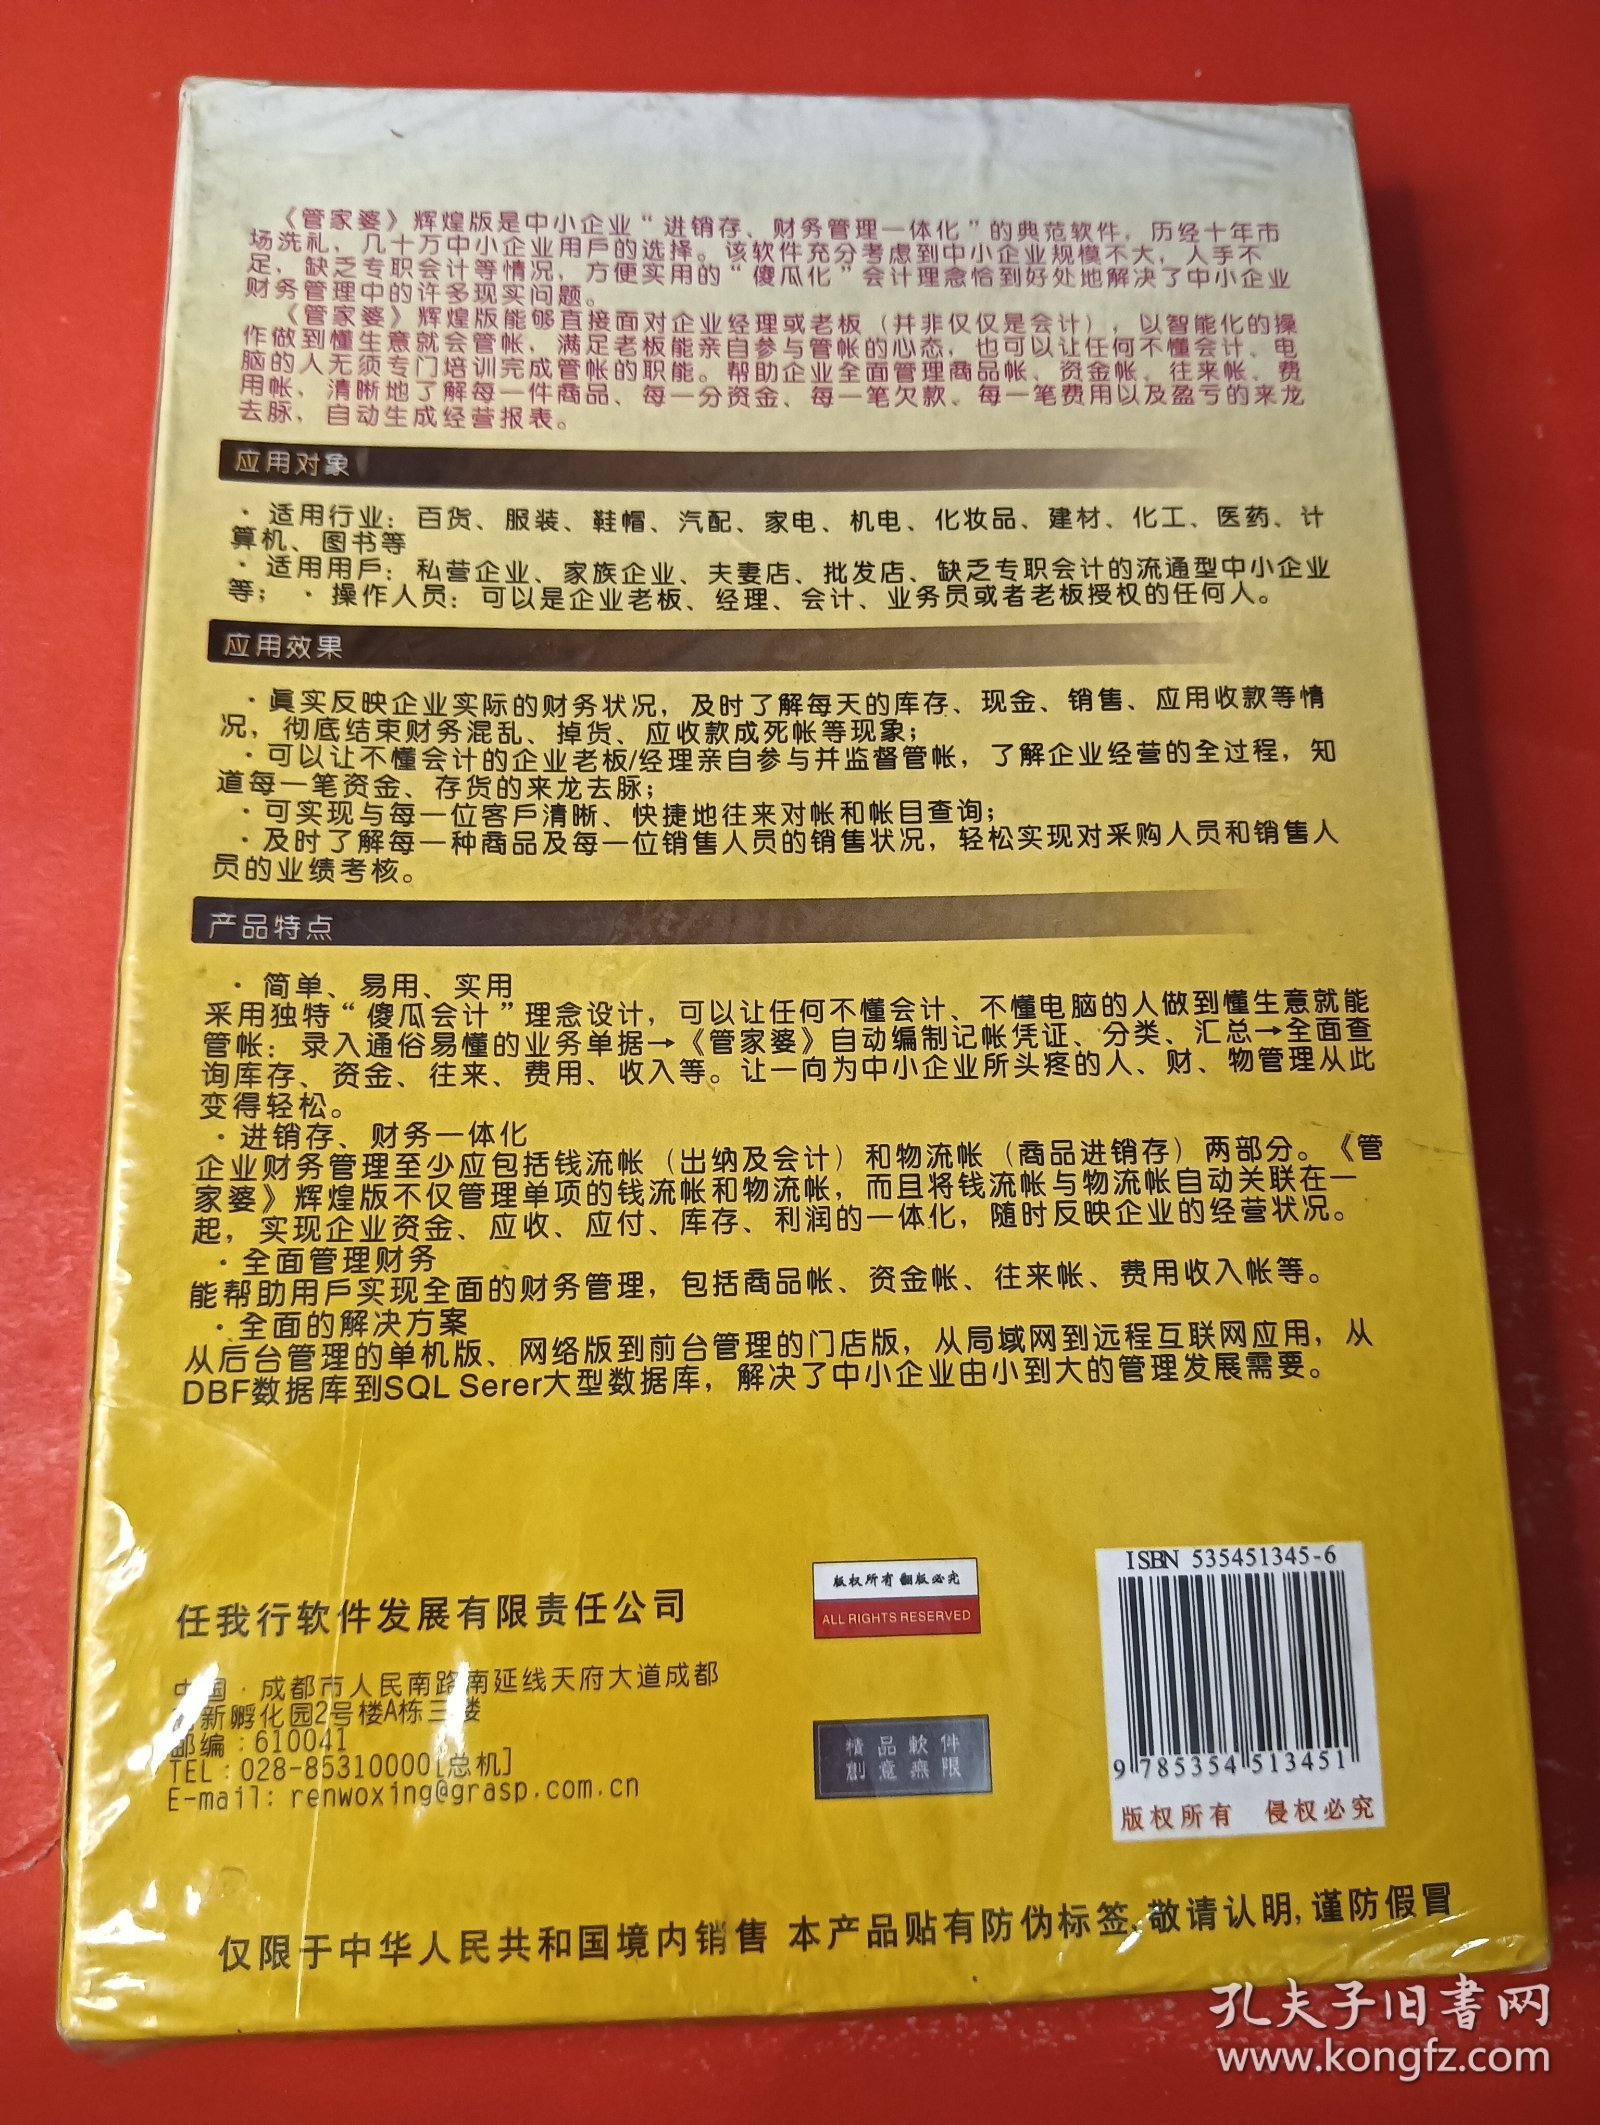 《管家婆》辉煌版是中小企业“进销存、财务管理一体化”的典范软件，历经十年市
场洗礼，几十万中小企业用户的选择。该软件充分考虑到中小企业规模不大，人手不
足，缺乏专职会计等情况，方便实用的“傻瓜化”会计理念恰到好处地解决了中小企业
财务管理中的许多现实问题。
《管家婆》辉煌版能够直接面对企业经理或老板（并非仅仅是会计），以智能化的操
作做到懂生意就会管帐，满足老板能亲自参与管帐的心态，也可以让任何不懂会计、电
脑的人无须专门培训完成管帐的职能。帮助企业全面管理商品帐、资金帐、往来帐、费
用帐，清晰地了解每一件商品、每一分资金、每一笔欠款、每一笔费用以及盈亏的来龙
去脉，自动生成经营报表。
应用对象
·适用行业：百货、服装、鞋帽、汽配、家电、机电、化妆品、建材、化工、医药、计
算机、图书等
·适用用户：私营企业、家族企业、夫妻店、批发店、缺乏专职会计的流通型中小企业
等； ·操作人员：可以是企业老板、经理、会计、业务员或者老板授权的任何人。
应用效果
·真实反映企业实际的财务状况，及时了解每天的库存、现金、销售、应用收款等情
况，彻底结束财务混乱、掉货、应收款成死帐等现象；
·可以让不懂会计的企业老板/经理亲自参与并监督管帐，了解企业经营的全过程，知
道每一笔资金、存货的来龙去脉；
·可实现与每一位客户清晰、快捷地往来对帐和帐目查询；
·及时了解每一种商品及每一位销售人员的销售状况，轻松实现对采购人员和销售人
员的业绩考核。
产品特点
·简单、易用、实用
采用独特“傻瓜会计”理念设计，可以让任何不懂会计、不懂电脑的人做到懂生意就能
管帐：录入通俗易懂的业务单据→《管家婆》自动编制记帐凭证、分类、汇总→全面查
询库存、资金、往来、费用、收入等。让一向为中小企业所头疼的人、财、物管理从此
变得轻松。
·进销存、财务一体化
企业财务管理至少应包括钱流帐（出纳及会计）和物流帐（商品进销存）两部分。《管
家婆》辉煌版不仅管理单项的钱流帐和物流帐，而且将钱流帐与物流帐自动关联在一
起，实现企业资金、应收、应付、库存、利润的一体化，随时反映企业的经营状况。
·全面管理财务
能帮助用户实现全面的财务管理，包括商品帐、资金帐、往来帐、费用收入帐等。
·全面的解决方案
从后台管理的单机版、网络版到前台管理的门店版，从局域网到远程互联网应用，从
DBF数据库到SQL Serer大型数据库，解决了中小企业由小到大的管理发展需要。
任我行软件发展有限责任公司
中国·成都市人民南路南延线天府大道成都
高新孵化园2号楼A栋三楼
邮编：610041
TEL：028-85310000[总机]
E-mail: renwoxing@grasp.com.cn
版权所有 翻版必究
ALL RIGHTS RESERVED
精品軟件
創意無限
ISBN 535451345-6
9 785354 513451
版权所有 侵权必究
仅限于中华人民共和国境内销售 本产品贴有防伪标签，敬请认明，谨防假冒
孔夫子旧書网
www.kongfz.com